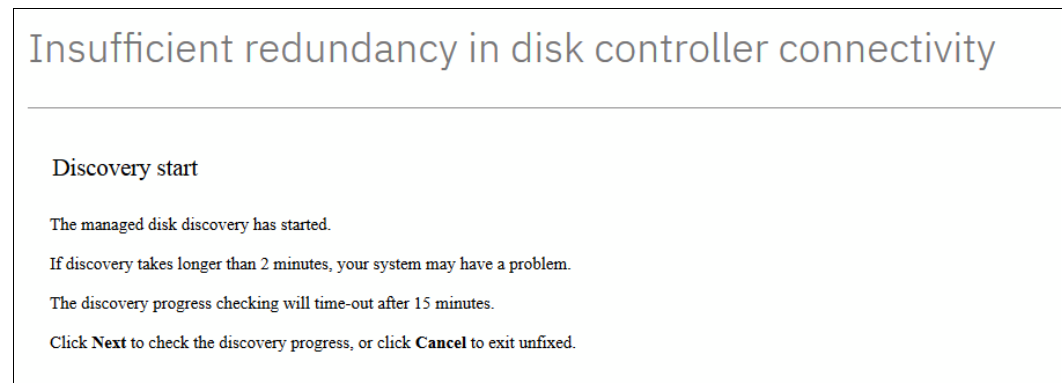 Insufficient redundancy in disk controller connectivity
Discovery start
The managed disk discovery has started.
If discovery takes longer than 2 minutes, your system may have a problem.
The discovery progress checking will time-out after 15 minutes.
Click Next to check the discovery progress, or click Cancel to exit unfixed.